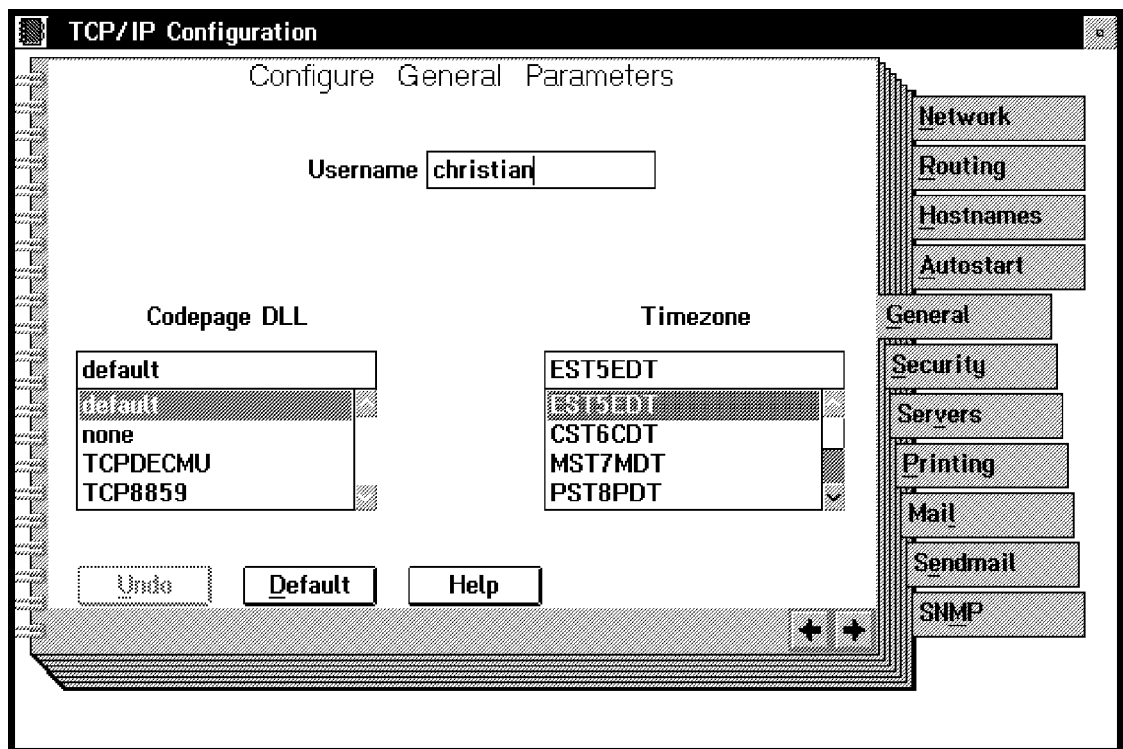 TCP/IP Configuration
Configure General Parameters
Username christian
Codepage DLL
default
default
none
TCPDECMU
TCP8859
Timezone
EST5EDT
EST5EDT
CST6CDT
MST7MDT
PST8PDT
Undo Default Help
Network
Routing
Hostnames
Autostart
General
Security
Servers
Printing
Mail
Sendmail
SNMP